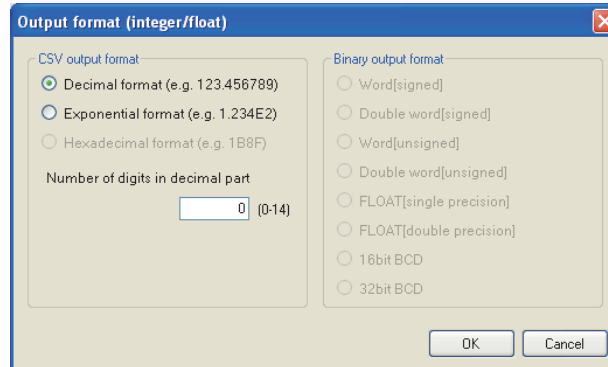 Output format (integer/float)
CSV output format
Decimal format (e.g. 123.456789)
Exponential format (e.g. 1.234E2)
Hexadecimal format (e.g. 1B8F)
Number of digits in decimal part
0 (0-14)
Binary output format
Word[signed]
Double word[signed]
Word[unsigned]
Double word[unsigned]
FLOAT[single precision]
FLOAT[double precision]
16bit BCD
32bit BCD
OK Cancel